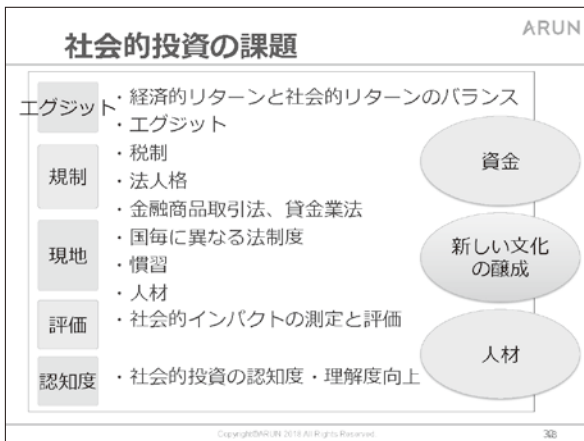 ARUN
社会的投資の課題
エグジット
・経済的リターンと社会的リターンのバランス
・エグジット
規制
・税制
・法人格
・金融商品取引法、貸金業法
現地
・国毎に異なる法制度
・慣習
・人材
評価
・社会的インパクトの測定と評価
認知度
・社会的投資の認知度・理解度向上
資金
新しい文化
の醸成
人材
Copyright©ARUN 2018 All Rights Reserved.